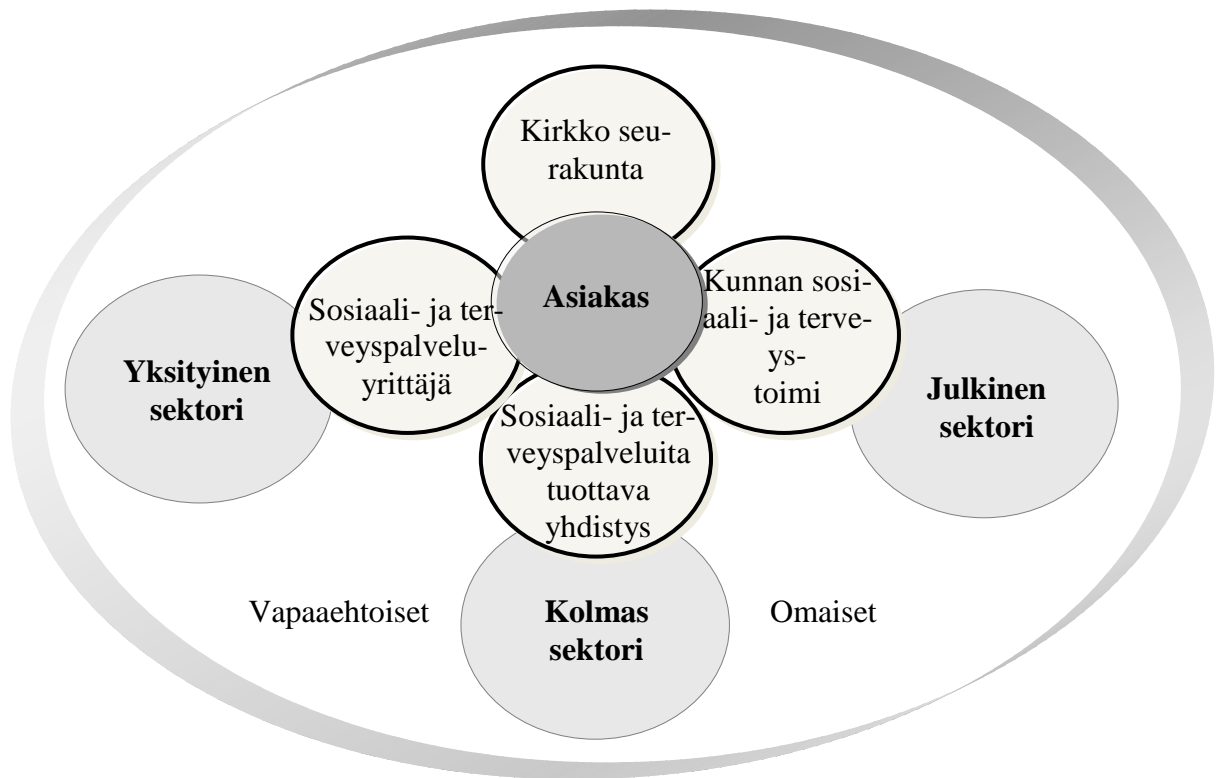 Kirkko seu-
rakunta
Asiakas
Sosiaali- ja ter-
veyspalvelu-
yrittäjä
Kunnan sosi-
aali- ja terve-
ys-
toimi
Yksityinen
sektori
Julkinen
sektori
Sosiaali- ja ter-
veyspalveluita
tuottava
yhdistys
Vapaaehtoiset
Kolmas
sektori
Omaiset